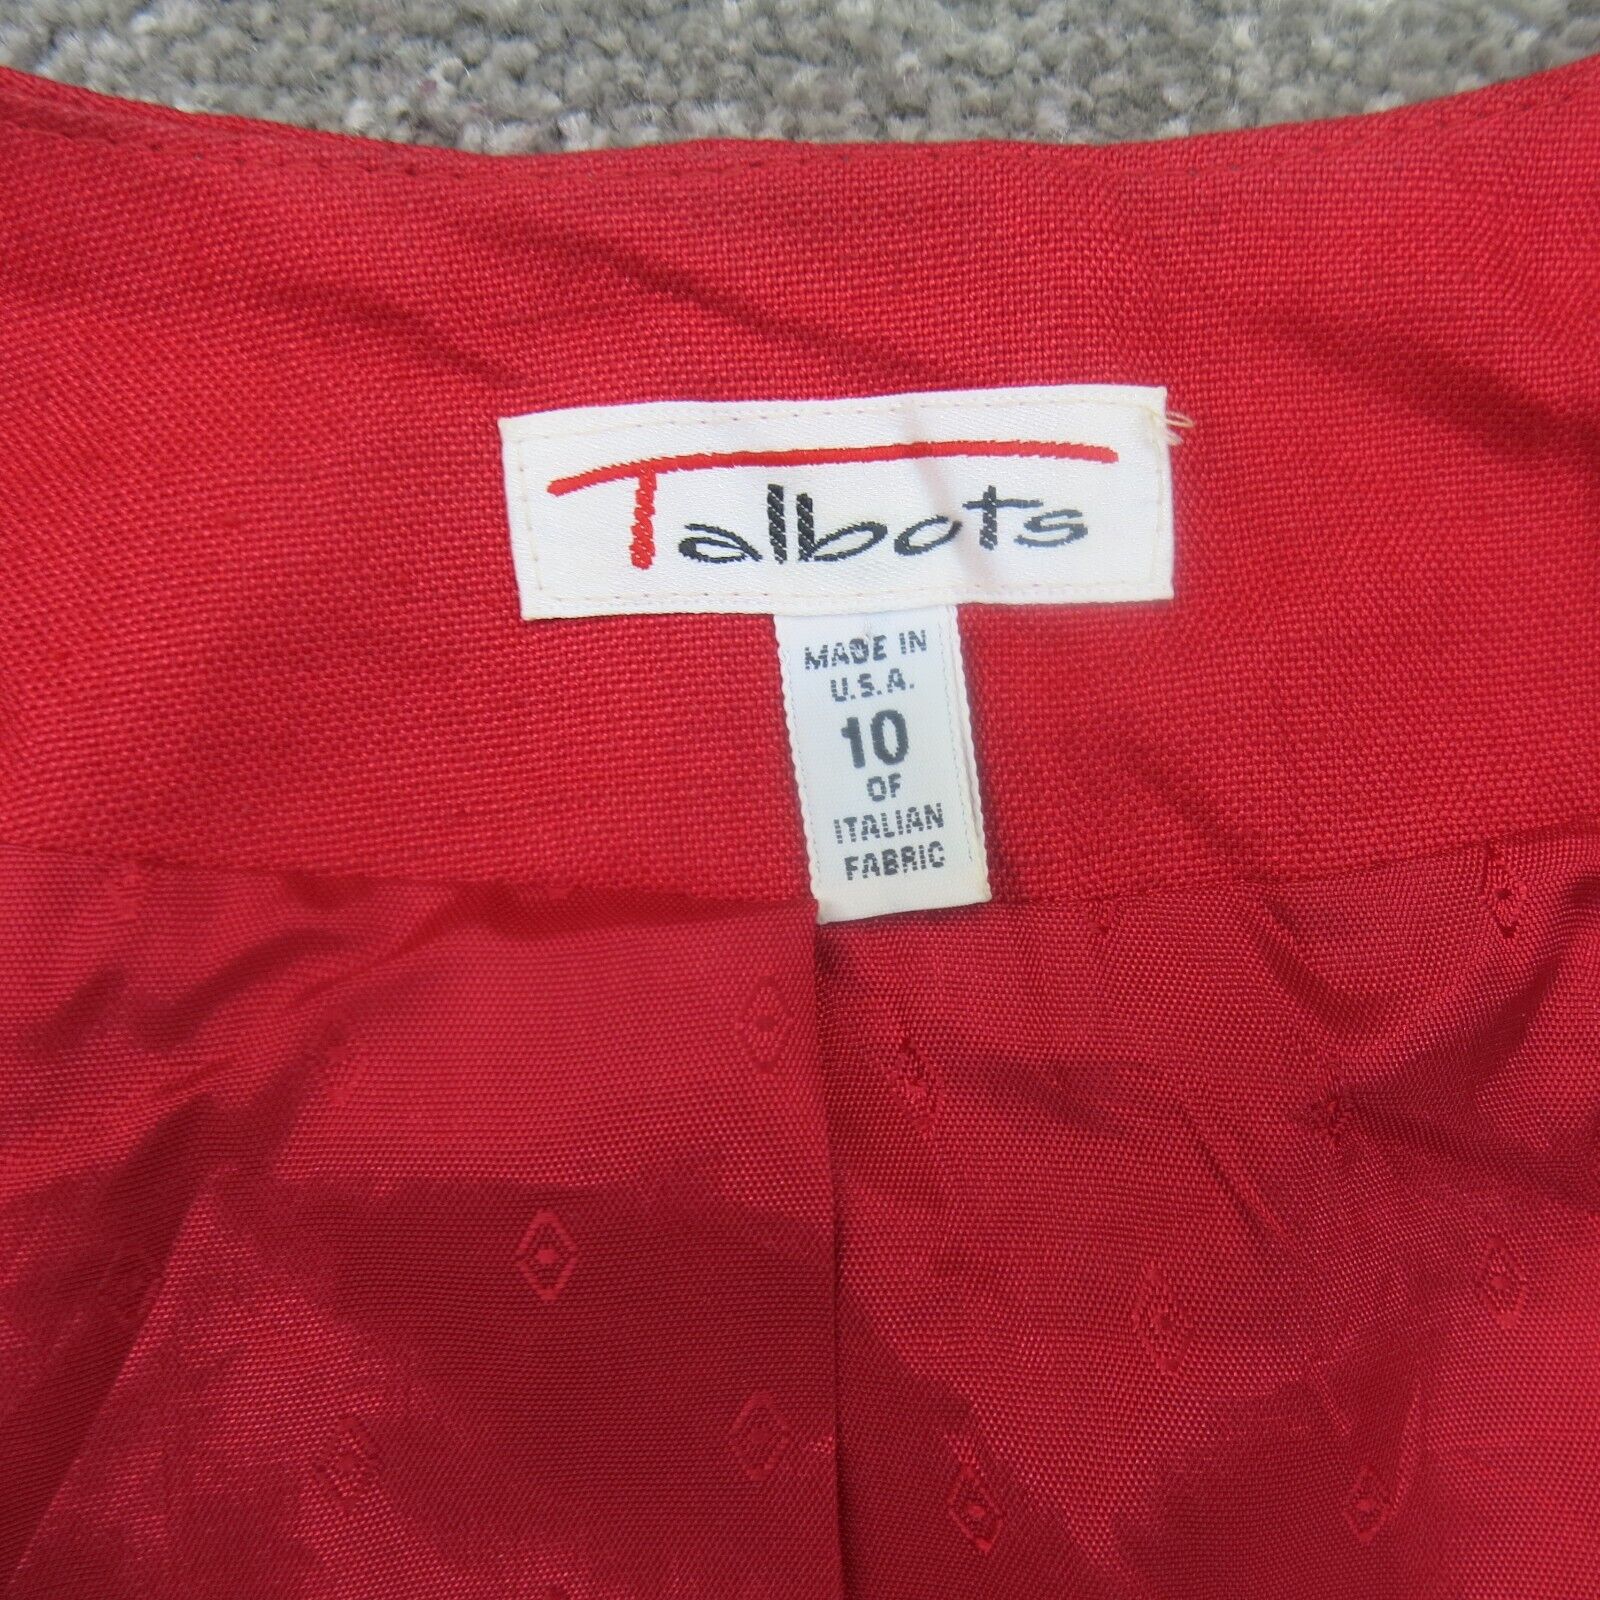 Talbots
MADE IN
U.S.A.
10
OF
ITALIAN
FABRIC